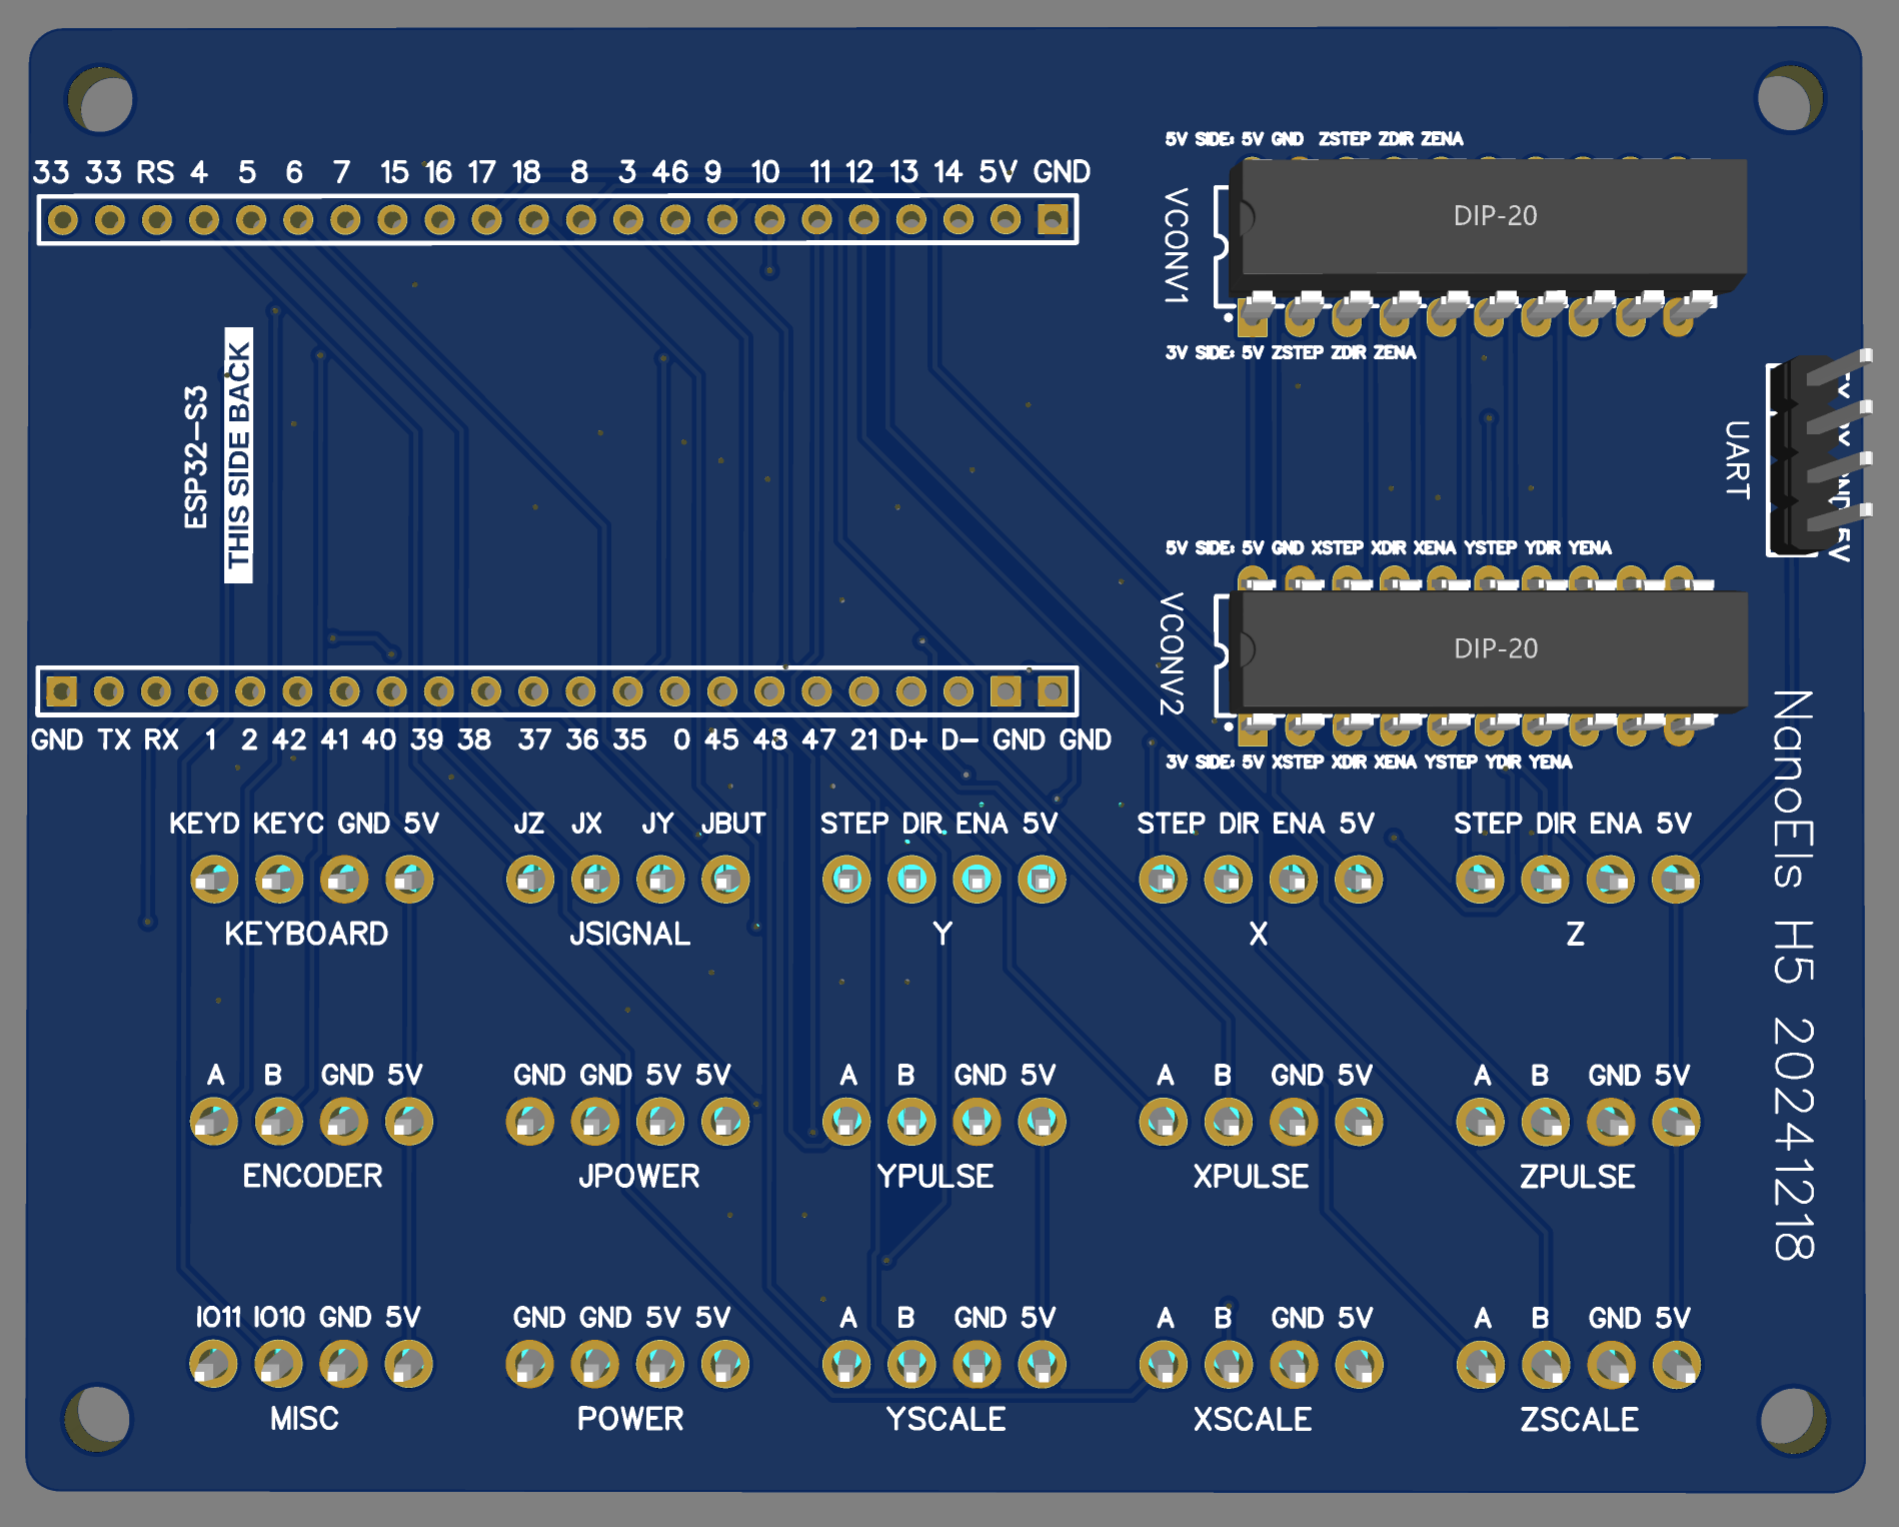 5V SIDE: 5V GND ZSTEP ZDIR ZENA
33 33 RS 4 5 6 7 15 16 17 18 8 3 46 9 10 11 12 13 14 5V GND
VCONV1
DIP-20
3V SIDE: 5V ZSTEP ZDIR ZENA
ESP32-S3
THIS SIDE BACK
UART
5V
5V SIDE: 5V GND XSTEP XDIR XENA YSTEP YDIR YENA
VCONV2
DIP-20
GND TX RX 1 2 42 41 40 39 38 37 36 35 0 45 48 47 21 D+ D- GND GND
3V SIDE: 5V XSTEP XDIR XENA YSTEP YDIR YENA
NanoEls H5 20241218
KEYD KEYC GND 5V
JZ JX JY JBUT
STEP DIR ENA 5V
STEP DIR ENA 5V
STEP DIR ENA 5V
KEYBOARD
JSIGNAL
Y
X
Z
A B GND 5V
GND GND 5V 5V
A B GND 5V
A B GND 5V
A B GND 5V
ENCODER
JPOWER
YPULSE
XPULSE
ZPULSE
IO11 IO10 GND 5V
GND GND 5V 5V
A B GND 5V
A B GND 5V
A B GND 5V
MISC
POWER
YSCALE
XSCALE
ZSCALE